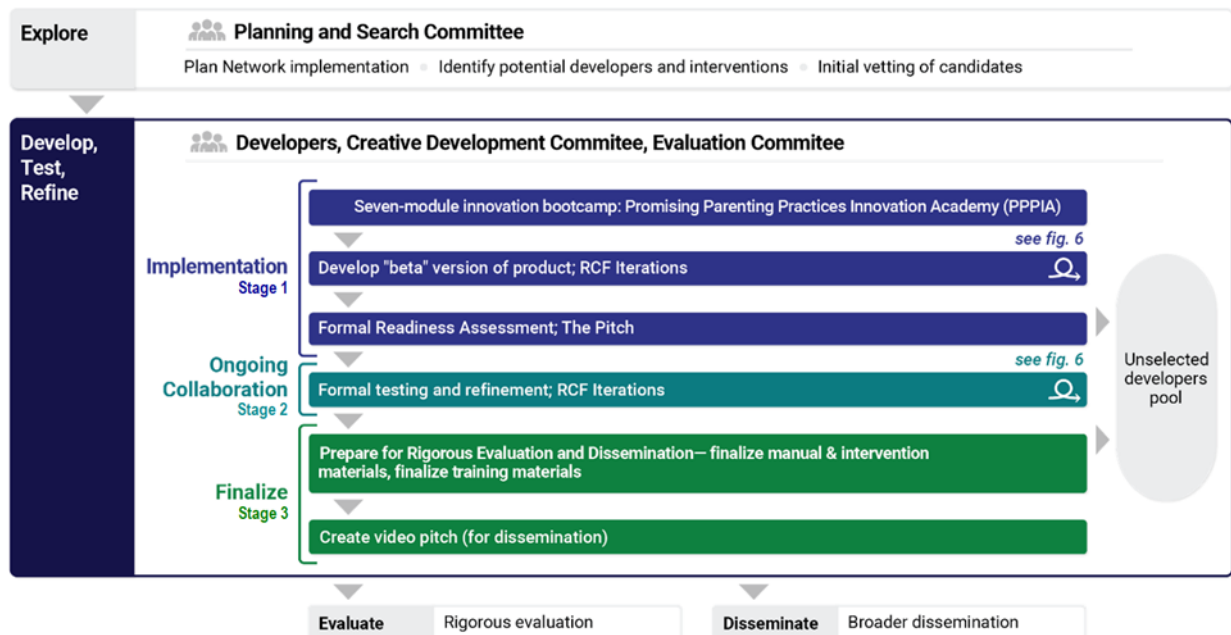 Explore
Planning and Search Committee
Plan Network implementation • Identify potential developers and interventions • Initial vetting of candidates
Develop,
Test,
Refine
Developers, Creative Development Commitee, Evaluation Commitee
Seven-module innovation bootcamp: Promising Parenting Practices Innovation Academy (PPPIA)
see fig. 6
Implementation
Stage 1
Develop "beta" version of product; RCF Iterations
Formal Readiness Assessment; The Pitch
see fig. 6
Ongoing
Collaboration
Stage 2
Formal testing and refinement; RCF Iterations
Unselected
developers
pool
Prepare for Rigorous Evaluation and Dissemination— finalize manual & intervention
materials, finalize training materials
Finalize
Stage 3
Create video pitch (for dissemination)
Evaluate
Rigorous evaluation
Disseminate
Broader dissemination